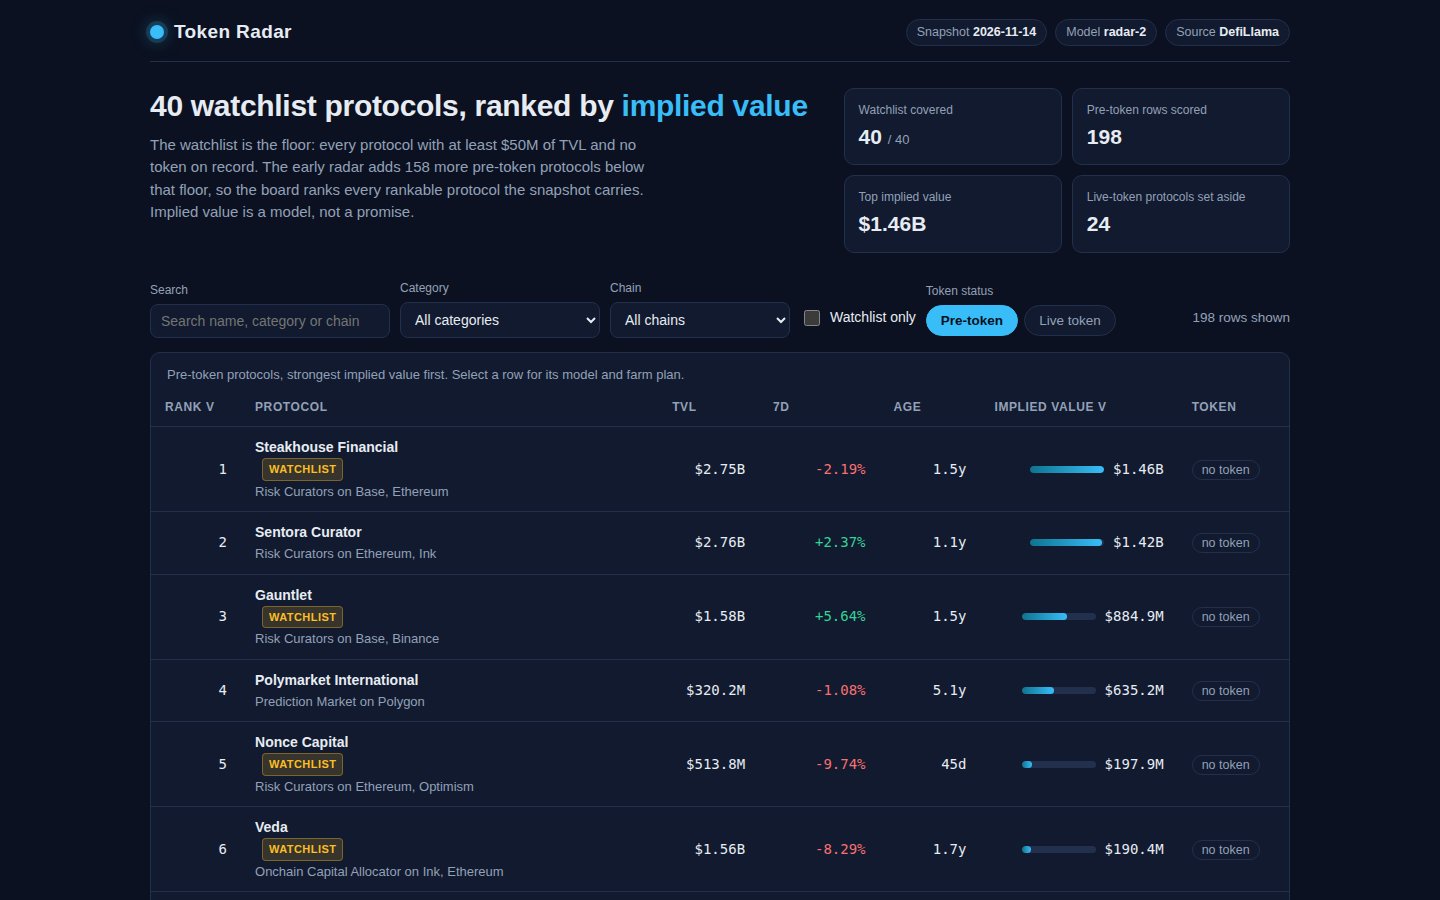 Token Radar
Snapshot 2026-11-14
Model radar-2
Source DefiLlama
40 watchlist protocols, ranked by implied value
The watchlist is the floor: every protocol with at least $50M of TVL and no
token on record. The early radar adds 158 more pre-token protocols below
that floor, so the board ranks every rankable protocol the snapshot carries.
Implied value is a model, not a promise.
Watchlist covered
40 / 40
Pre-token rows scored
198
Top implied value
$1.46B
Live-token protocols set aside
24
Search
Search name, category or chain
Category
All categories
Chain
All chains
Watchlist only
Token status
Pre-token
Live token
198 rows shown
Pre-token protocols, strongest implied value first. Select a row for its model and farm plan.
RANK V PROTOCOL TVL 7D AGE IMPLIED VALUE V TOKEN
Steakhouse Financial
1 WATCHLIST $2.75B -2.19% 1.5y $1.46B no token
Risk Curators on Base, Ethereum
Sentora Curator
2 $2.76B +2.37% 1.1y $1.42B no token
Risk Curators on Ethereum, Ink
Gauntlet
3 WATCHLIST $1.58B +5.64% 1.5y $884.9M no token
Risk Curators on Base, Binance
Polymarket International
4 $320.2M -1.08% 5.1y $635.2M no token
Prediction Market on Polygon
Nonce Capital
5 WATCHLIST $513.8M -9.74% 45d $197.9M no token
Risk Curators on Ethereum, Optimism
Veda
6 WATCHLIST $1.56B -8.29% 1.7y $190.4M no token
Onchain Capital Allocator on Ink, Ethereum